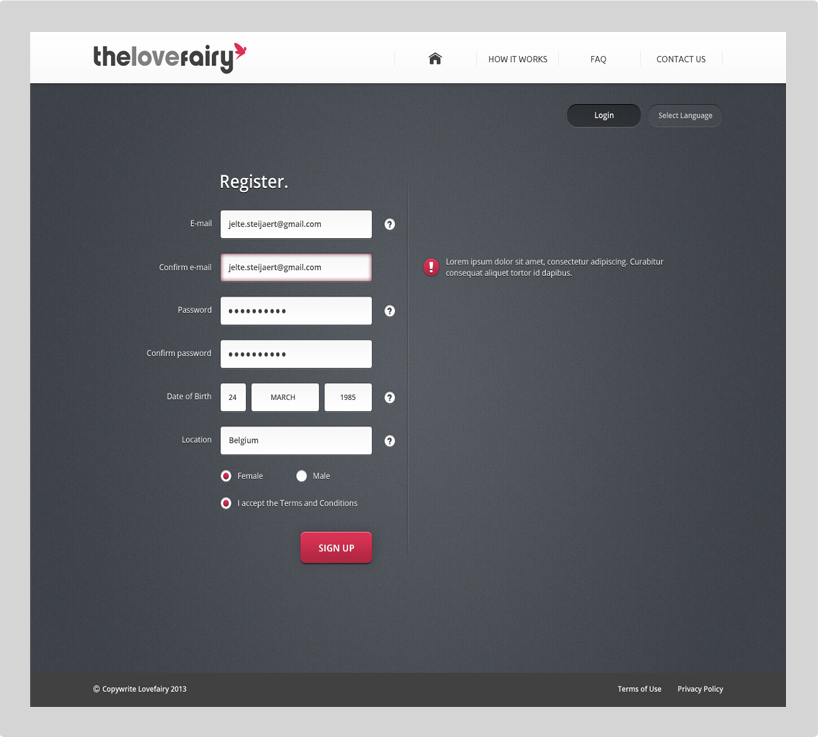 thelovefairy
HOW IT WORKS
FAQ
CONTACT US
Login
Select Language
Register.
E-mail
jelte.steijaert@gmail.com
?
Confirm e-mail
jelte.steijaert@gmail.com
!
Lorem ipsum dolor sit amet, consectetur adipiscing. Curabitur
consequat aliquet tortor id dapibus.
Password
?
Confirm password
Date of Birth
24
MARCH
1985
?
Location
Belgium
?
Female
Male
I accept the Terms and Conditions
SIGN UP
© Copywrite Lovefairy 2013
Terms of Use
Privacy Policy